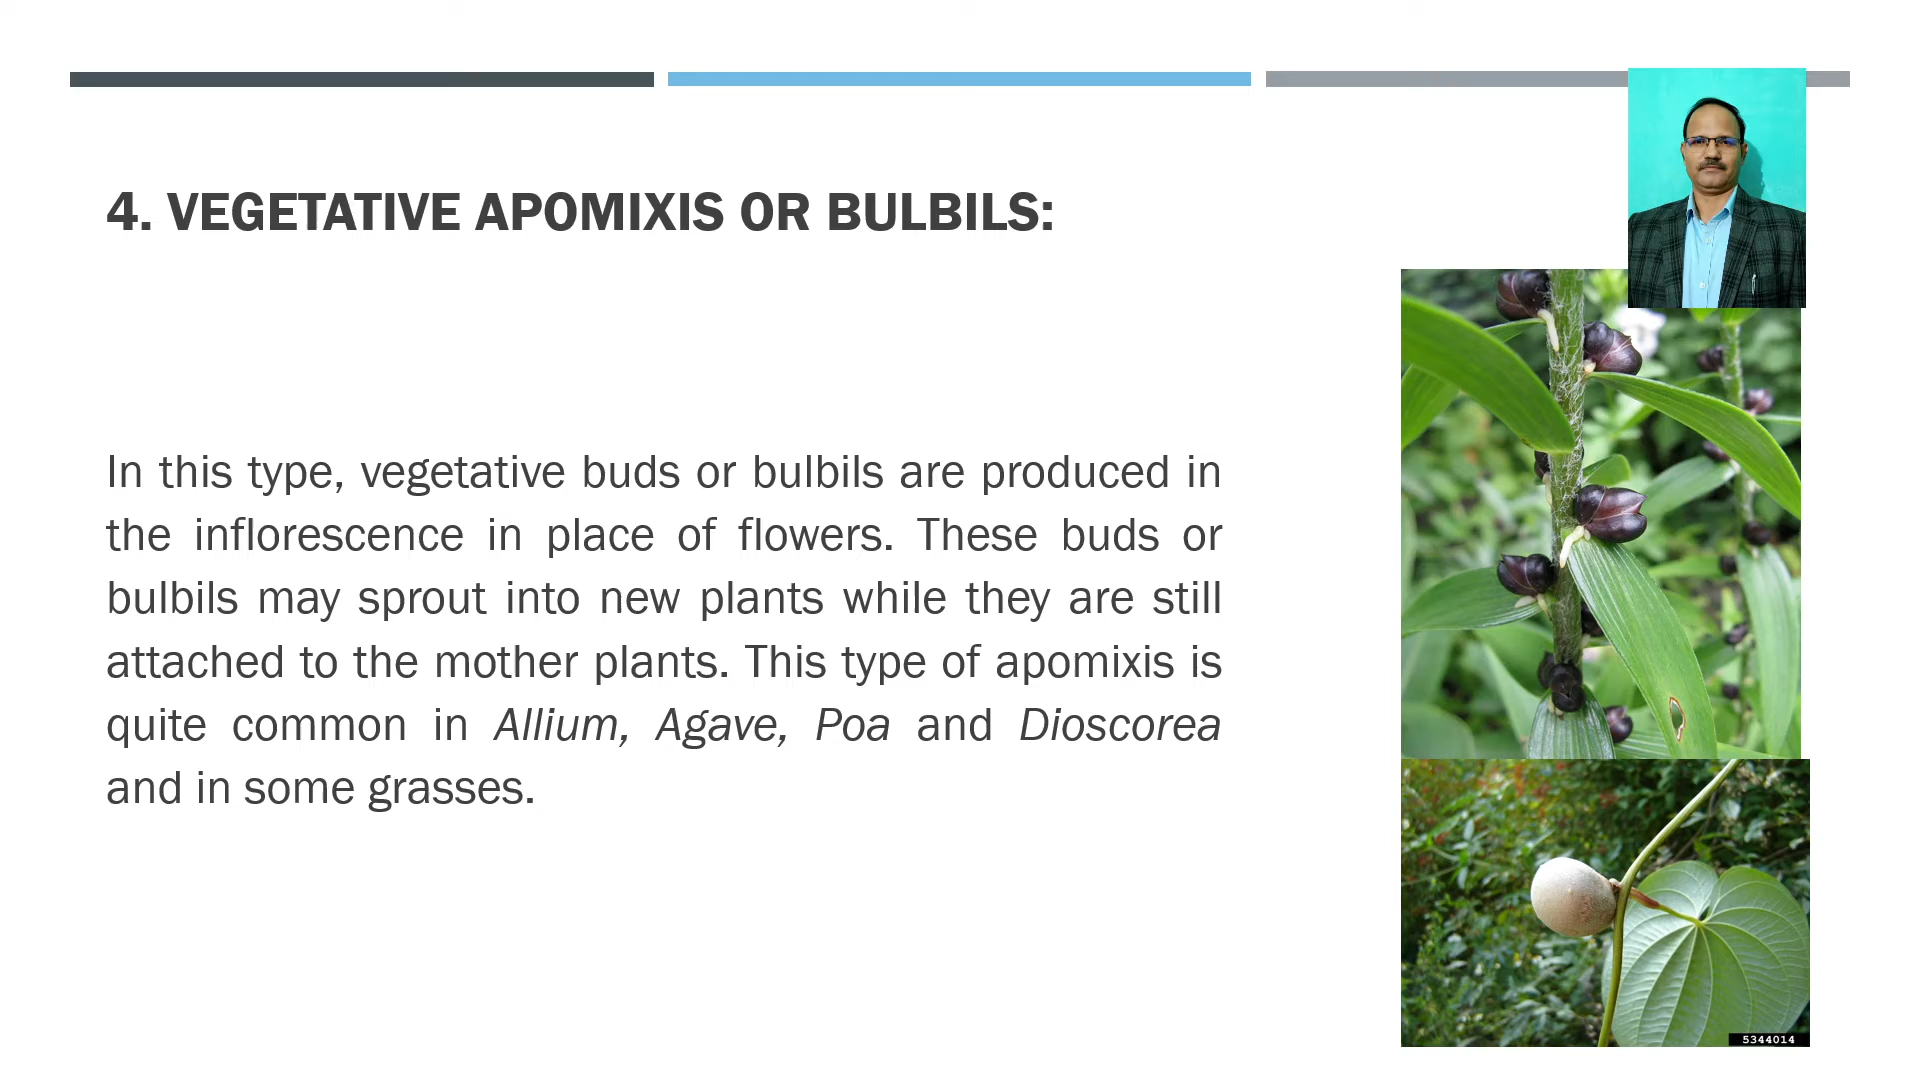 4. VEGETATIVE APOMIXIS OR BULBILS:
In this type, vegetative buds or bulbils are produced in
the inflorescence in place of flowers. These buds or
bulbils may sprout into new plants while they are still
attached to the mother plants. This type of apomixis is
quite common in Allium, Agave, Poa and Dioscorea
and in some grasses.
5344014